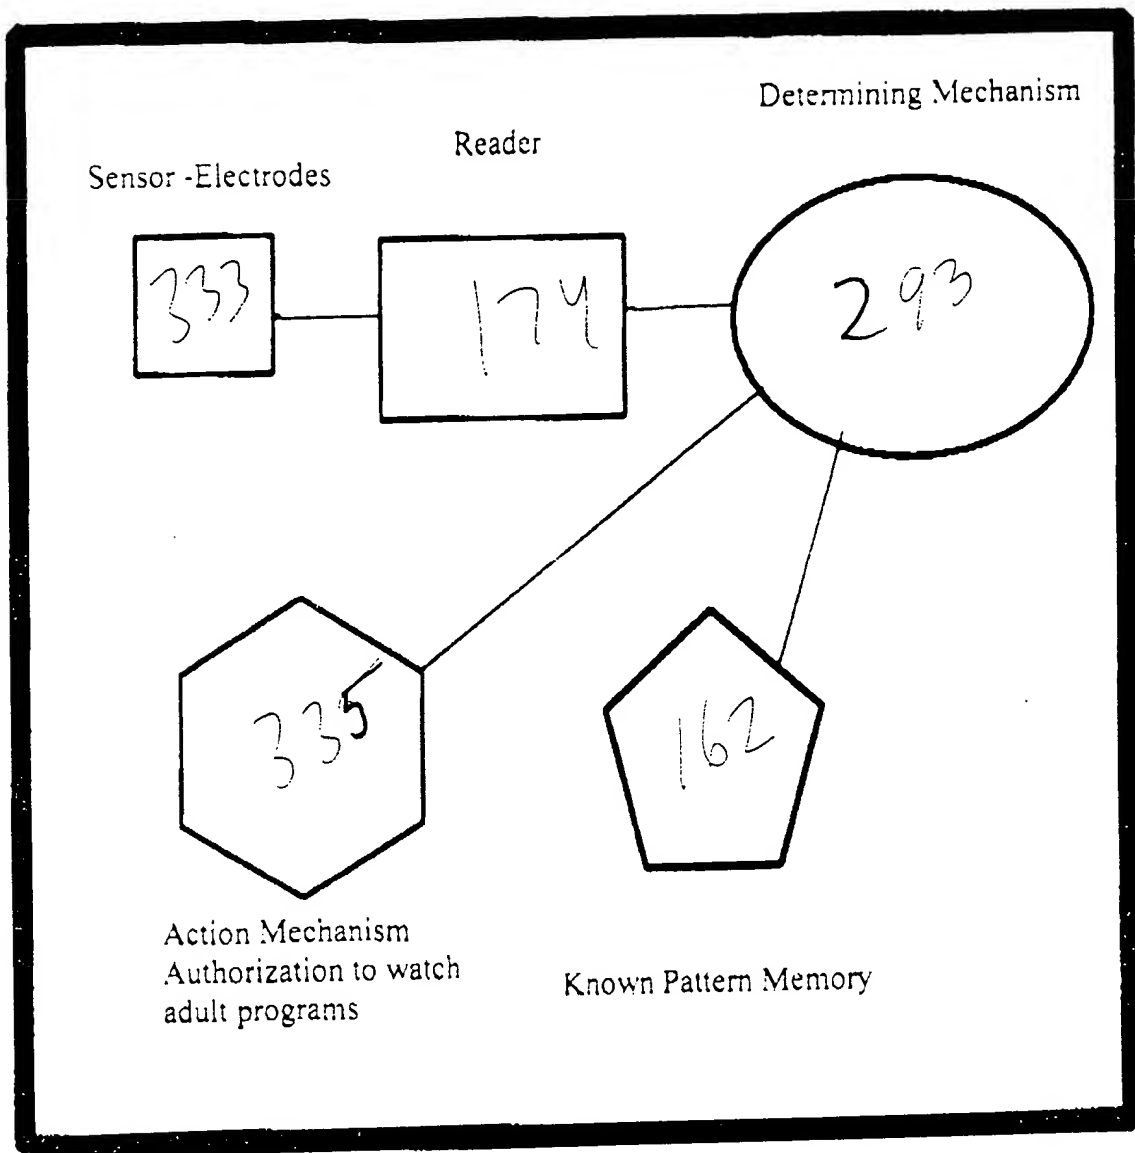 Determining Mechanism
Reader
Sensor -Electrodes
333
174
293
335
162
Action Mechanism
Authorization to watch
adult programs
Known Pattern Memory